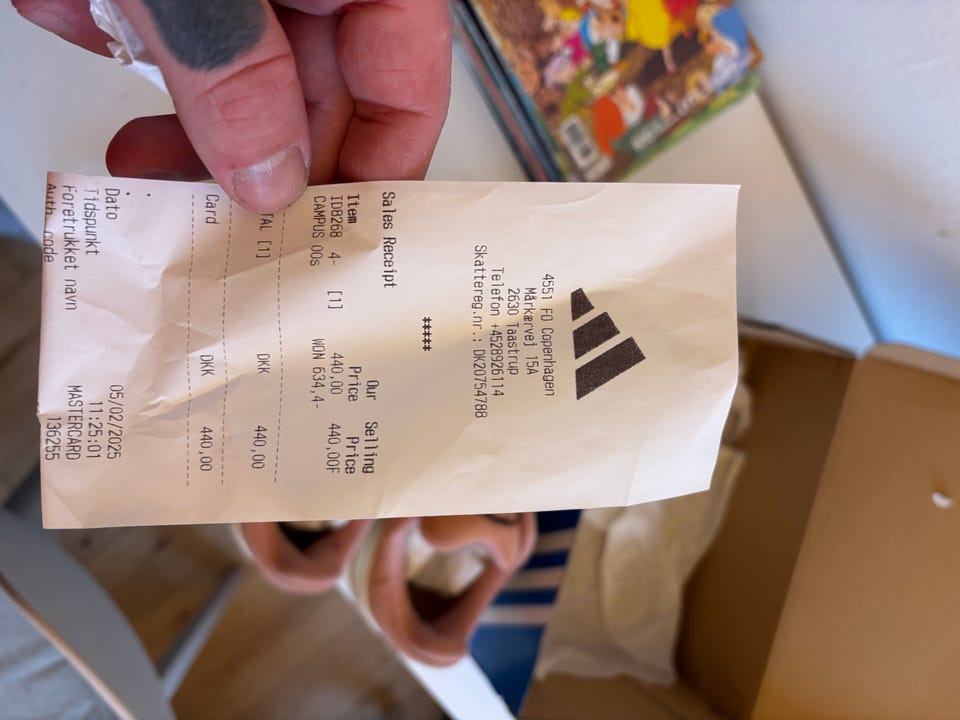 4551 FO Copenhagen
Mårkærvej 15A
2630 Taastrup
Telefon +4528926114
Skattereg.nr.: DK20754788
*****
Sales Receipt
Our Selling
Item Price Price
ID8268 4- [1] 440,00 440,00F
CAMPUS 00s WON 634,4-
TAL [1] DKK 440,00
Card DKK 440,00
Dato 05/02/2025
Tidspunkt 11:25:01
Foretrukket navn MASTERCARD
Auth. code 136255